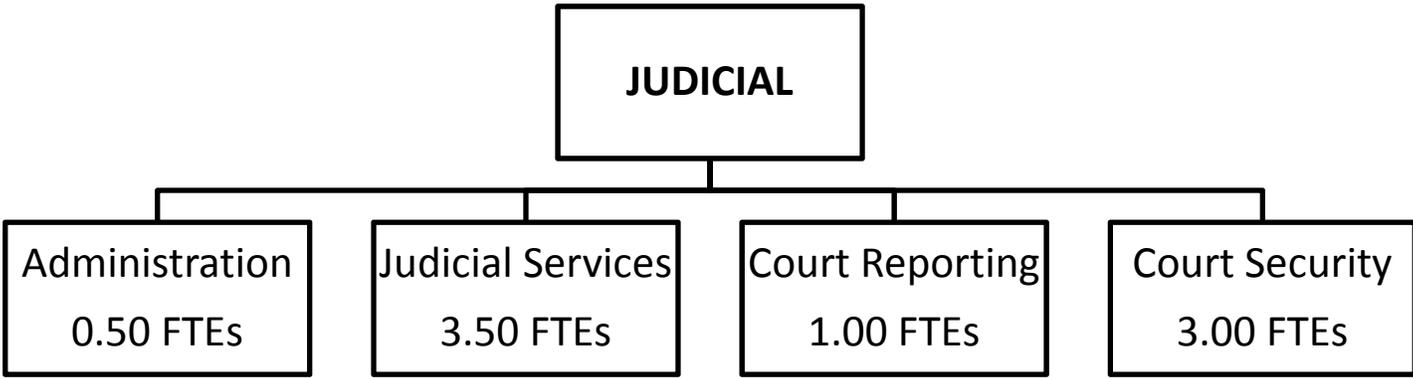 JUDICIAL
Administration
0.50 FTEs
Judicial Services
3.50 FTEs
Court Reporting
1.00 FTEs
Court Security
3.00 FTEs